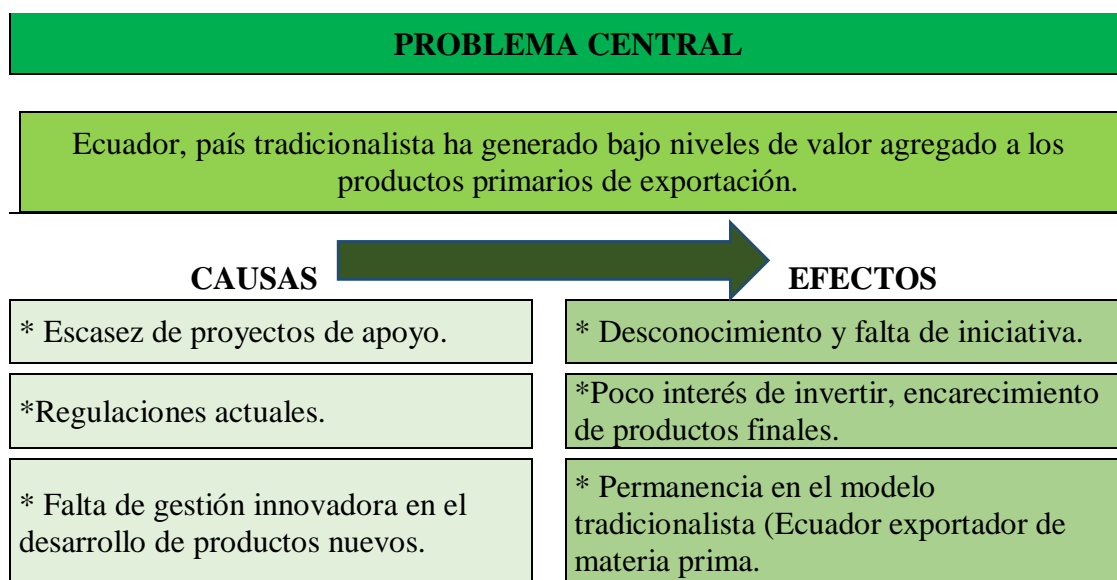 PROBLEMA CENTRAL
Ecuador, país tradicionalista ha generado bajo niveles de valor agregado a los
productos primarios de exportación.
CAUSAS
EFECTOS
* Escasez de proyectos de apoyo.
* Desconocimiento y falta de iniciativa.
*Regulaciones actuales.
*Poco interés de invertir, encarecimiento
de productos finales.
* Falta de gestión innovadora en el
desarrollo de productos nuevos.
* Permanencia en el modelo
tradicionalista (Ecuador exportador de
materia prima.